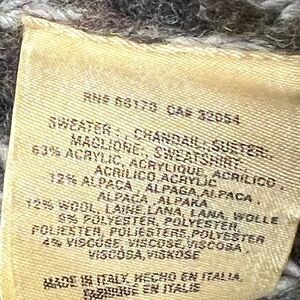 RN# 66170 CA# 32054
SWEATER:, CHANDAIL:,SUETER,
MAGLIONE:, SWEATSHIRT,
63% ACRYLIC, ACRYLIQUE, ACRILICO,
ACRILICO,ACRYLIC
12% ALPACA, ALPAGA,ALPACA,
ALPACA, ALPAKA
12% WOOL, LAINE,LANA, LANA, WOLLE
9% POLYESTER, POLYESTER,
POLIESTER, POLIESTERE,POLYESTER
4% VISCOSE, VISCOSE,VISCOSA,
VISCOSA,VISKOSE
MADE IN ITALY, HECHO EN ITALIA,
FABRIQUE EN ITALIE